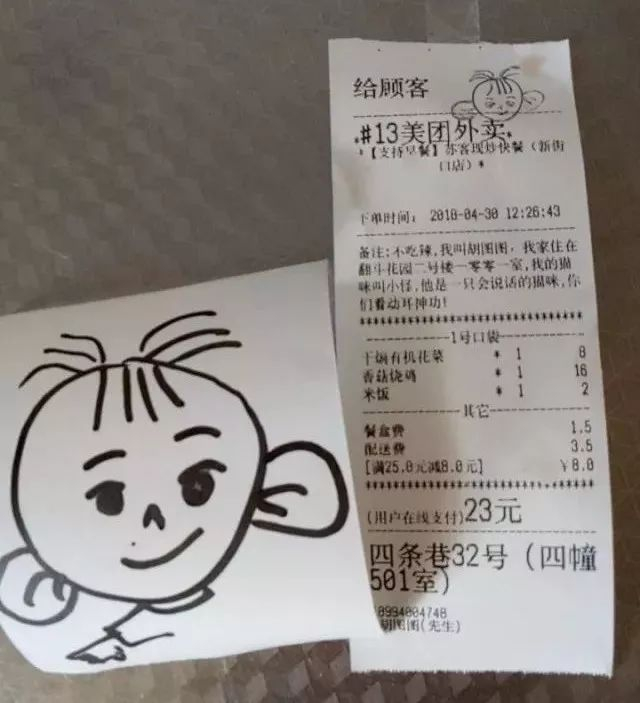 给顾客
*#13美团外卖*
*【支持早餐】苏客现炒快餐(新街
口店)*
下单时间: 2018-04-30 12:26:43
备注:不吃辣,我叫胡图图,我家住在
翻斗花园二号楼一零零一室,我的猫
咪叫小怪,他是一只会说话的猫咪,你
们看动耳神功!
********************************
1号口袋
干焗有机花菜 * 1 8
香菇烧鸡 * 1 16
米饭 * 1 2
其它
餐盒费 1.5
配送费 3.5
[满25.0元减8.0元] ¥8.0
********************************
(用户在线支付)23元
四条巷32号(四幢
501室)
8994004748
胡图图(先生)